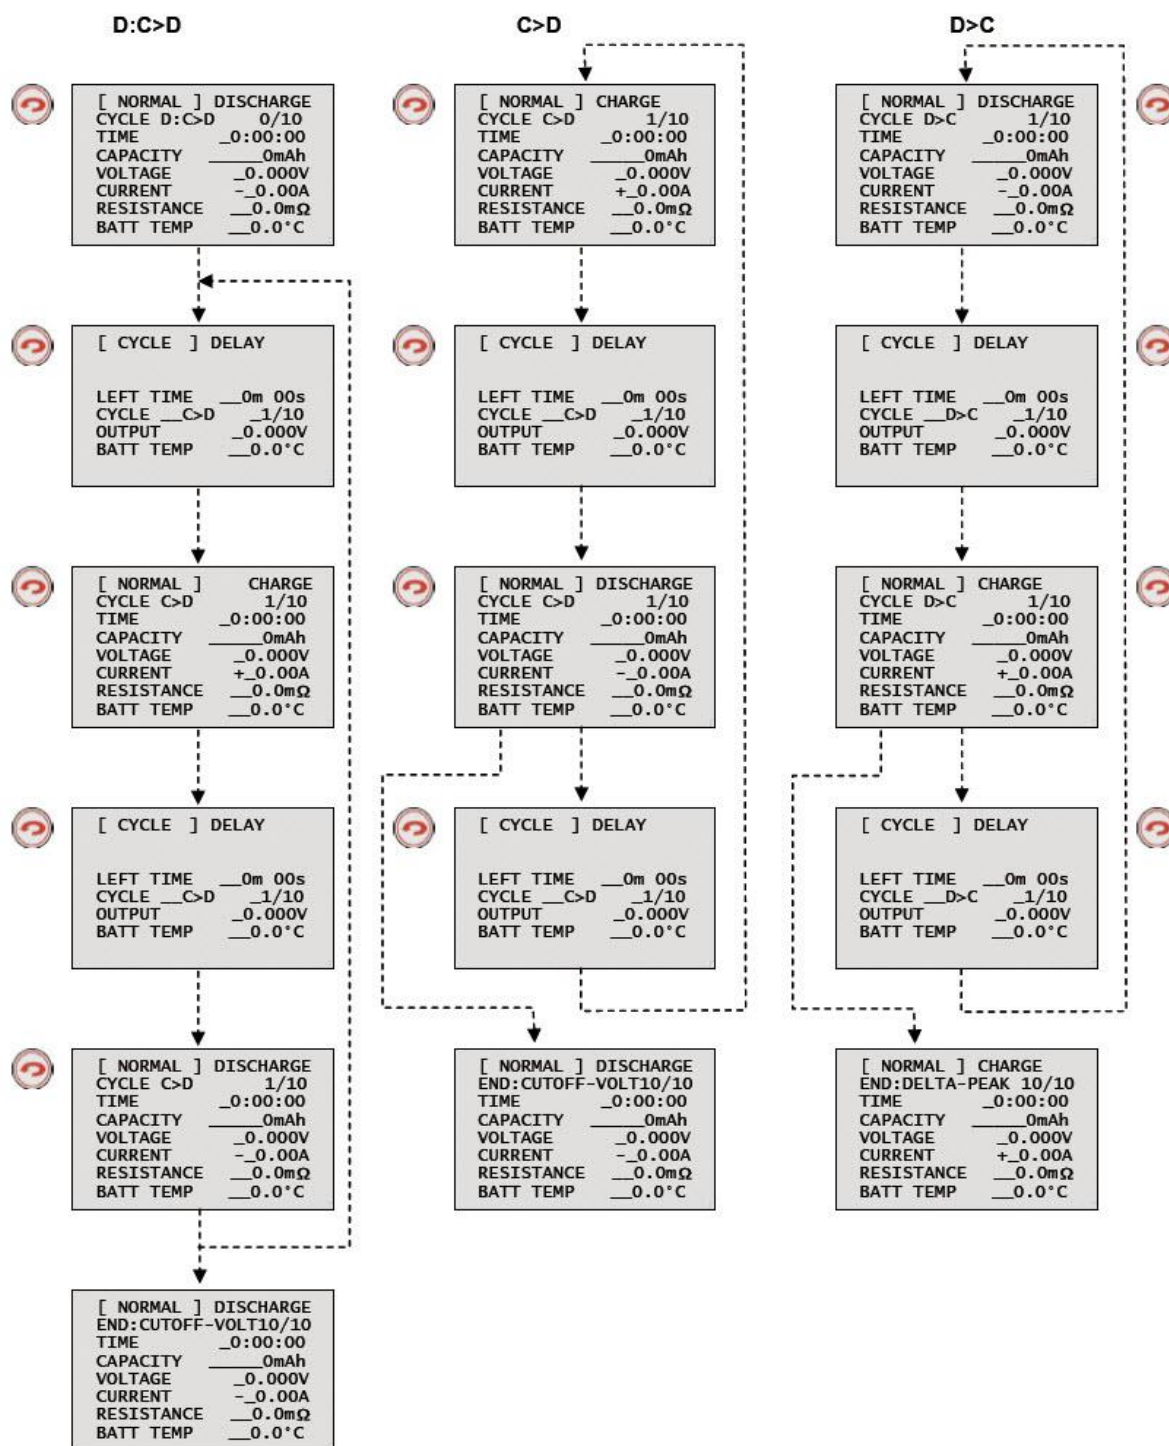 D:C>D
[ NORMAL ] DISCHARGE
CYCLE D:C>D 0/10
TIME _0:00:00
CAPACITY _____0mAh
VOLTAGE _0.000V
CURRENT -_0.00A
RESISTANCE __0.0mΩ
BATT TEMP __0.0°C
[ CYCLE ] DELAY
LEFT TIME __0m 00s
CYCLE __C>D _1/10
OUTPUT _0.000V
BATT TEMP __0.0°C
[ NORMAL ] CHARGE
CYCLE C>D 1/10
TIME _0:00:00
CAPACITY _____0mAh
VOLTAGE _0.000V
CURRENT +_0.00A
RESISTANCE __0.0mΩ
BATT TEMP __0.0°C
[ CYCLE ] DELAY
LEFT TIME __0m 00s
CYCLE __C>D _1/10
OUTPUT _0.000V
BATT TEMP __0.0°C
[ NORMAL ] DISCHARGE
CYCLE C>D 1/10
TIME _0:00:00
CAPACITY _____0mAh
VOLTAGE _0.000V
CURRENT -_0.00A
RESISTANCE __0.0mΩ
BATT TEMP __0.0°C
[ NORMAL ] DISCHARGE
END:CUTOFF-VOLT10/10
TIME _0:00:00
CAPACITY _____0mAh
VOLTAGE _0.000V
CURRENT -_0.00A
RESISTANCE __0.0mΩ
BATT TEMP __0.0°C
C>D
[ NORMAL ] CHARGE
CYCLE C>D 1/10
TIME _0:00:00
CAPACITY _____0mAh
VOLTAGE _0.000V
CURRENT +_0.00A
RESISTANCE __0.0mΩ
BATT TEMP __0.0°C
[ CYCLE ] DELAY
LEFT TIME __0m 00s
CYCLE __C>D _1/10
OUTPUT _0.000V
BATT TEMP __0.0°C
[ NORMAL ] DISCHARGE
CYCLE C>D 1/10
TIME _0:00:00
CAPACITY _____0mAh
VOLTAGE _0.000V
CURRENT -_0.00A
RESISTANCE __0.0mΩ
BATT TEMP __0.0°C
[ CYCLE ] DELAY
LEFT TIME __0m 00s
CYCLE __C>D _1/10
OUTPUT _0.000V
BATT TEMP __0.0°C
[ NORMAL ] DISCHARGE
END:CUTOFF-VOLT10/10
TIME _0:00:00
CAPACITY _____0mAh
VOLTAGE _0.000V
CURRENT -_0.00A
RESISTANCE __0.0mΩ
BATT TEMP __0.0°C
D>C
[ NORMAL ] DISCHARGE
CYCLE D>C 1/10
TIME _0:00:00
CAPACITY _____0mAh
VOLTAGE _0.000V
CURRENT -_0.00A
RESISTANCE __0.0mΩ
BATT TEMP __0.0°C
[ CYCLE ] DELAY
LEFT TIME __0m 00s
CYCLE __D>C _1/10
OUTPUT _0.000V
BATT TEMP __0.0°C
[ NORMAL ] CHARGE
CYCLE D>C 1/10
TIME _0:00:00
CAPACITY _____0mAh
VOLTAGE _0.000V
CURRENT +_0.00A
RESISTANCE __0.0mΩ
BATT TEMP __0.0°C
[ CYCLE ] DELAY
LEFT TIME __0m 00s
CYCLE __D>C _1/10
OUTPUT _0.000V
BATT TEMP __0.0°C
[ NORMAL ] CHARGE
END:DELTA-PEAK 10/10
TIME _0:00:00
CAPACITY _____0mAh
VOLTAGE _0.000V
CURRENT +_0.00A
RESISTANCE __0.0mΩ
BATT TEMP __0.0°C